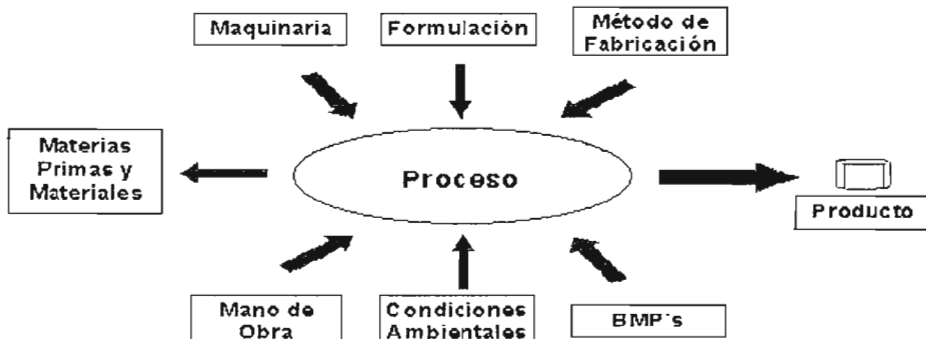 Maquinaria
Formulación
Método de
Fabricación
Materias
Primas y
Materiales
Proceso
Producto
Mano de
Obra
Condiciones
Ambientales
BMP's